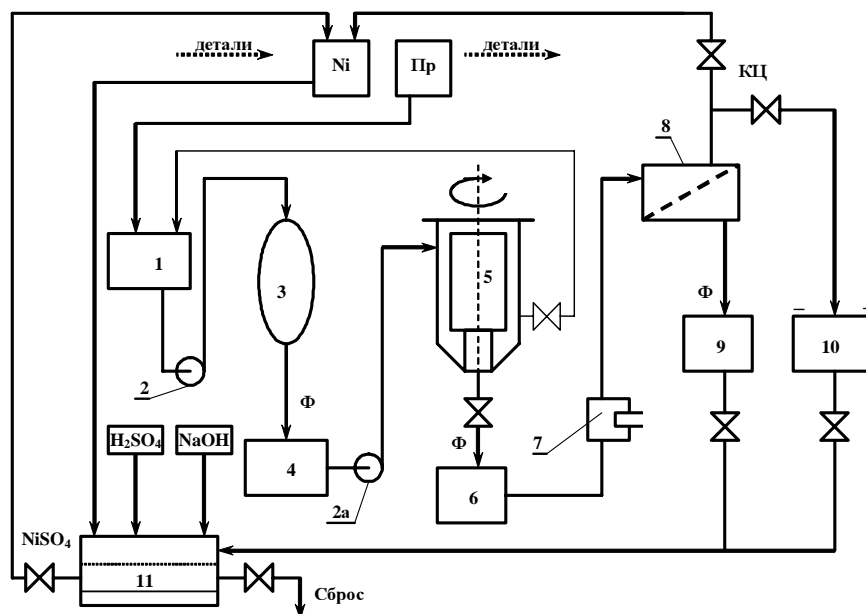 детали
Ni
Пр
детали
КЦ
8
1
3
5
Ф
9
10
2
Ф
H₂SO₄
NaOH
4
2а
Ф
6
7
NiSO₄
11
Сброс